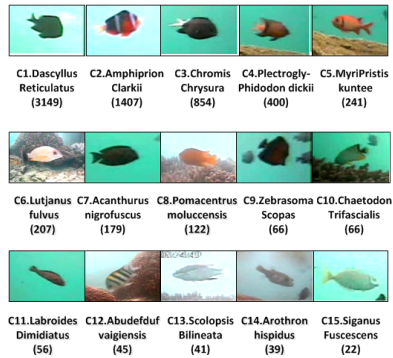 C1.Dascyllus C2.Amphiprion C3.Chromis C4.Plectrogly- C5.MyriPristis
Reticulatus Clarkii Chrysura Phidodon dickii kuntee
(3149) (1407) (854) (400) (241)
C6.Lutjanus C7.Acanthurus C8.Pomacentrus C9.Zebrasoma C10.Chaetodon
fulvus nigrofuscus moluccensis Scopas Trifascialis
(207) (179) (122) (66) (66)
C11.Labroides C12.Abudefduf C13.Scolopsis C14.Arothron C15.Siganus
Dimidiatus vaigiensis Bilineata hispidus Fuscescens
(56) (45) (41) (39) (22)